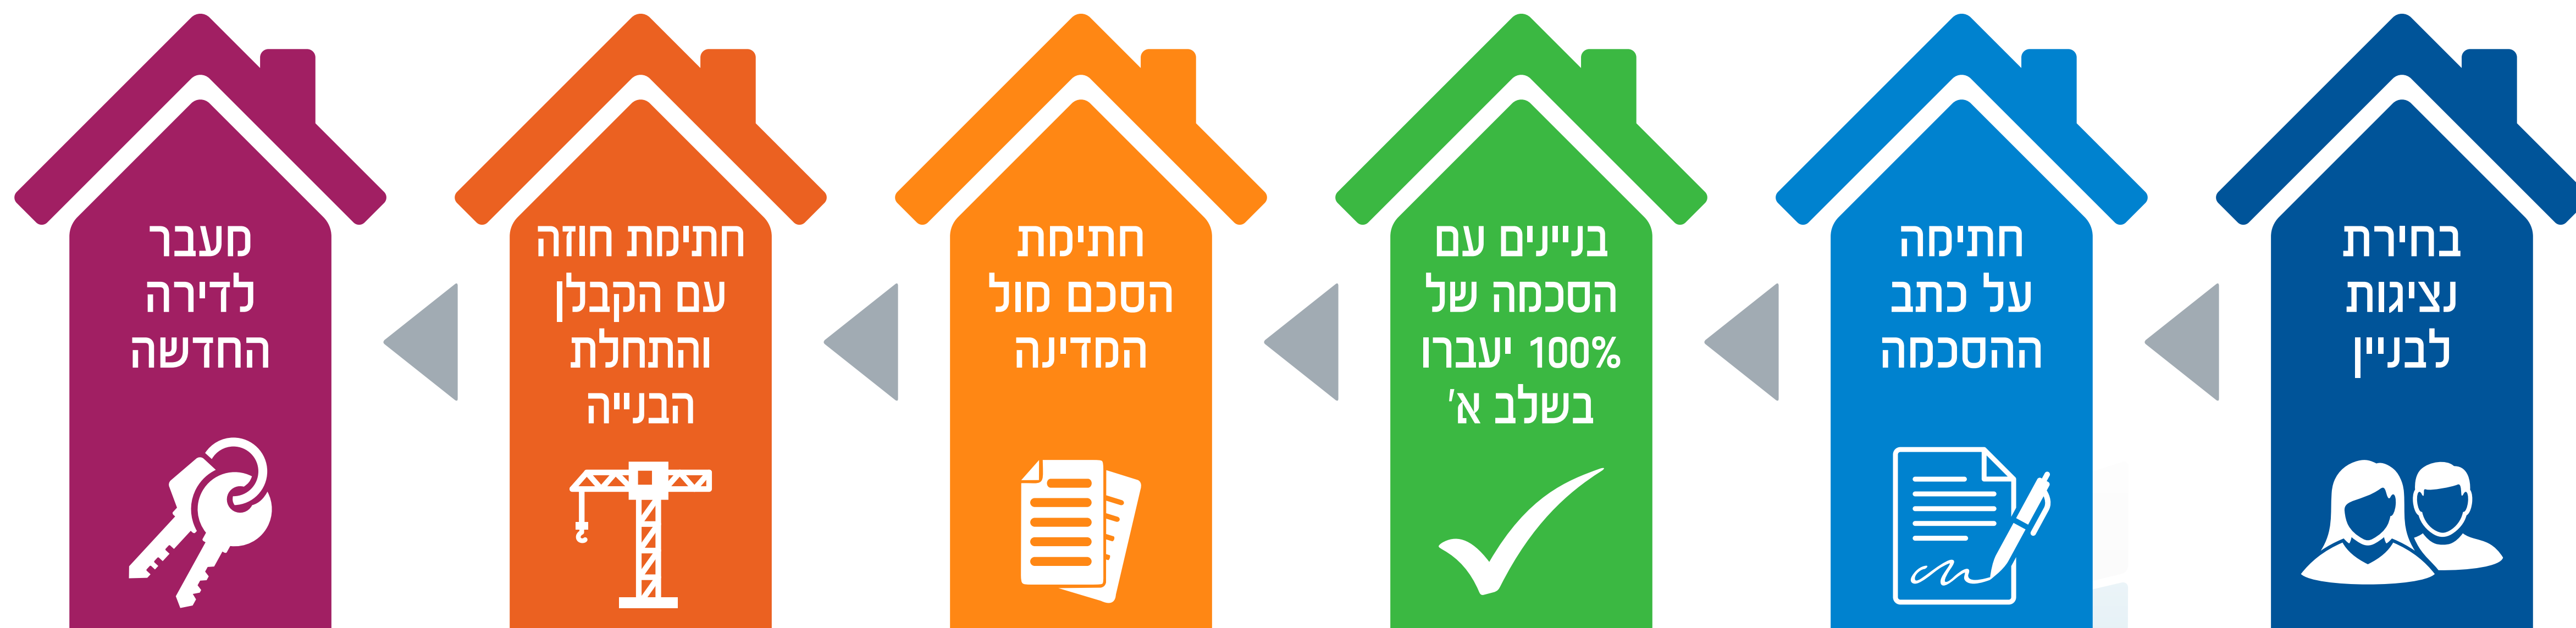 בחירת
נציגות
לבניין
חתימה
על כתב
ההסכמה
בניינים עם
הסכמה של
100% יעברו
בשלב א'
חתימת
הסכם מול
המדינה
חתימת חוזה
עם הקבלן
והתחלת
הבנייה
מעבר
לדירה
החדשה